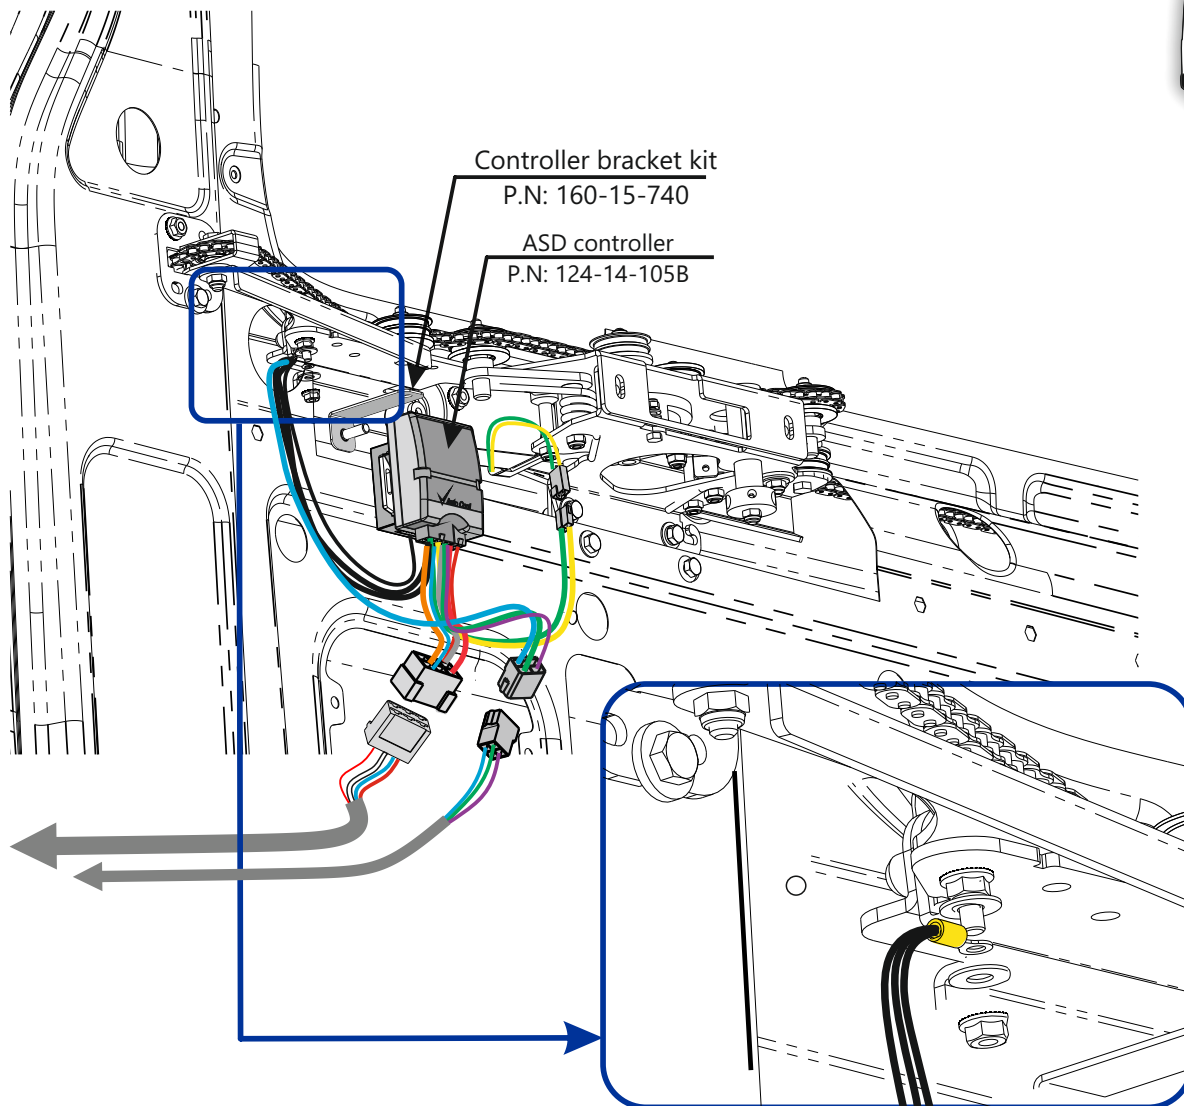 Controller bracket kit
P.N: 160-15-740
ASD controller
P.N: 124-14-105B